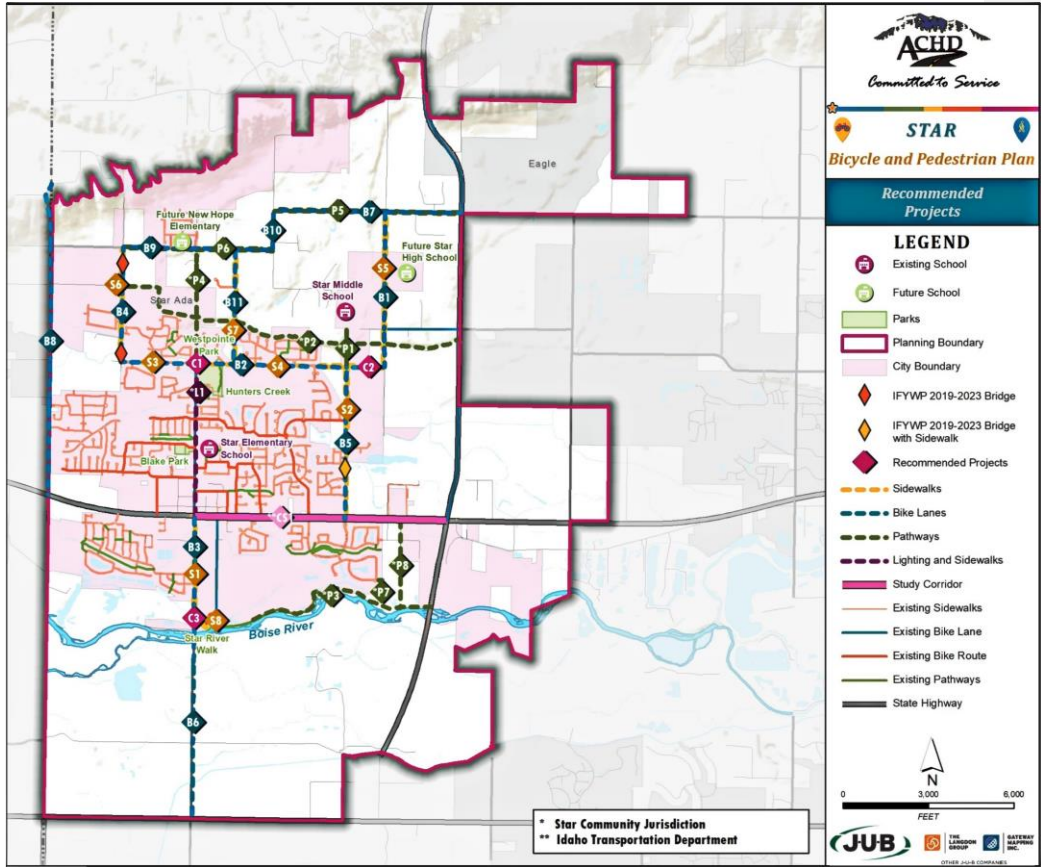 Eagle
Future New Hope
Elementary
P5
B7
B10
B9
P6
Future Star
High School
S5
*P4
S6
Star Middle
School
Star Ada
B11
B1
B4
S7
Westpointe
Park
P2
*P1
B8
S3
C1
B2
S4
C2
*L1
Hunters Creek
S2
Star Elementary
School
B5
Blake Park
B3
P8
S1
*P7
P3
C3
S8
Boise River
Star River
Walk
B6
* Star Community Jurisdiction
** Idaho Transportation Department
ACHD
Committed to Service
STAR
Bicycle and Pedestrian Plan
Recommended
Projects
LEGEND
Existing School
Future School
Parks
Planning Boundary
City Boundary
IFYWP 2019-2023 Bridge
IFYWP 2019-2023 Bridge
with Sidewalk
Recommended Projects
Sidewalks
Bike Lanes
Pathways
Lighting and Sidewalks
Study Corridor
Existing Sidewalks
Existing Bike Lane
Existing Bike Route
Existing Pathways
State Highway
N
0 3,000 6,000
FEET
J·U·B
THE
LANGDON
GROUP
GATEWAY
MAPPING
INC.
OTHER J-U-B COMPANIES